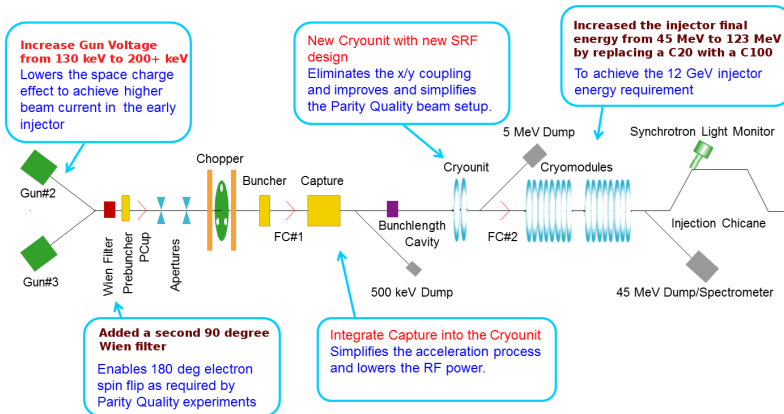 Increase Gun Voltage
from 130 keV to 200+ keV
Lowers the space charge
effect to achieve higher
beam current in the early
injector
New Cryounit with new SRF
design
Eliminates the x/y coupling
and improves and simplifies
the Parity Quality beam setup.
Increased the injector final
energy from 45 MeV to 123 MeV
by replacing a C20 with a C100
To achieve the 12 GeV injector
energy requirement
5 MeV Dump
Synchrotron Light Monitor
Gun#2
Chopper
Buncher
Capture
Cryounit
Cryomodules
Gun#3
Wien Filter
Prebuncher
PCup
Apertures
FC#1
Bunchlength
Cavity
FC#2
Injection Chicane
500 keV Dump
45 MeV Dump/Spectrometer
Added a second 90 degree
Wien filter
Enables 180 deg electron
spin flip as required by
Parity Quality experiments
Integrate Capture into the Cryounit
Simplifies the acceleration process
and lowers the RF power.